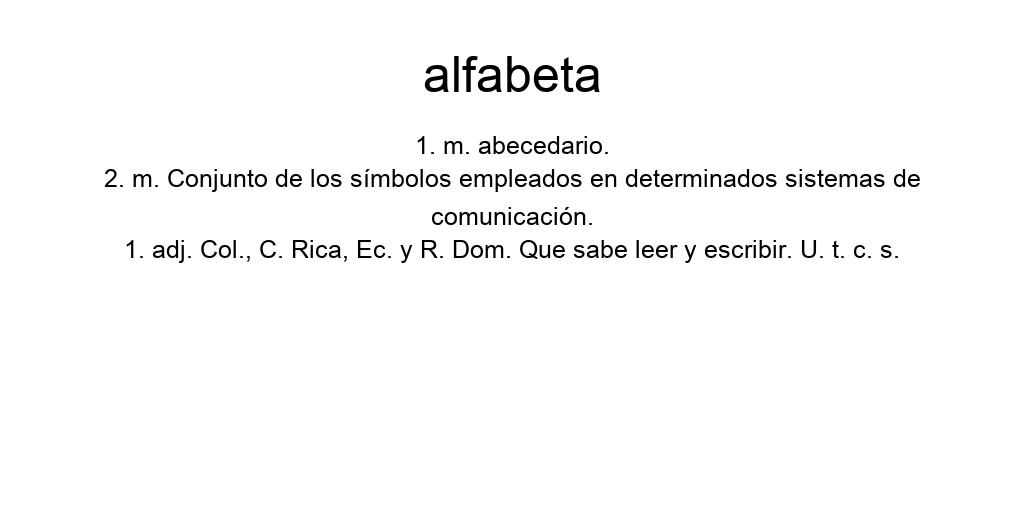 alfabeta
1. m. abecedario.
2. m. Conjunto de los símbolos empleados en determinados sistemas de
comunicación.
1. adj. Col., C. Rica, Ec. y R. Dom. Que sabe leer y escribir. U. t. c. s.